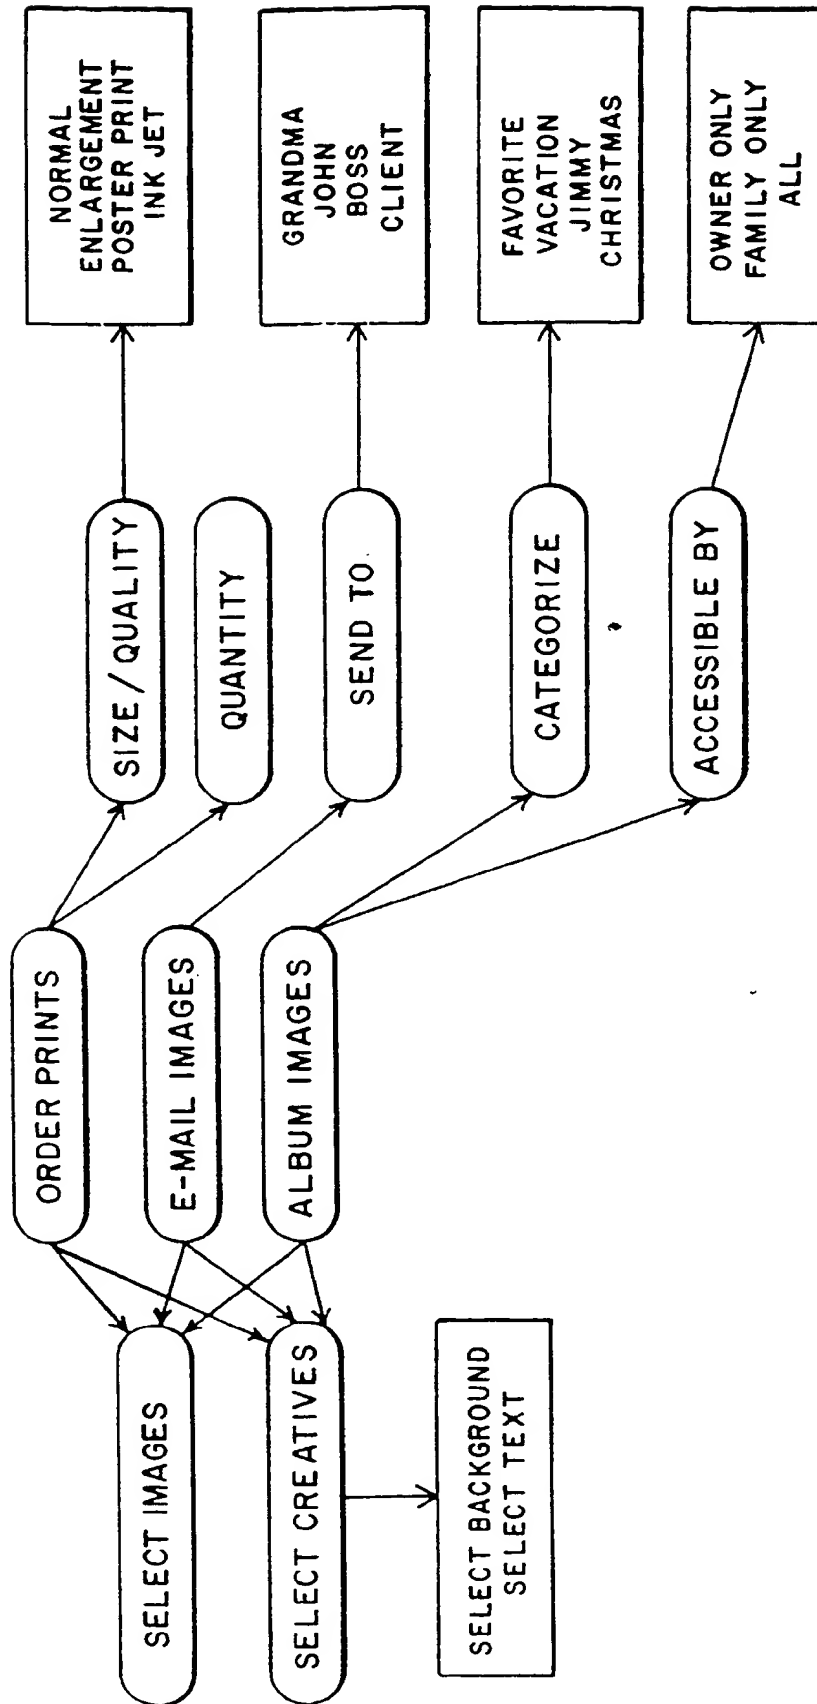 SELECT IMAGES
SELECT CREATIVES
SELECT BACKGROUND
SELECT TEXT
ORDER PRINTS
E-MAIL IMAGES
ALBUM IMAGES
SIZE / QUALITY
QUANTITY
SEND TO
CATEGORIZE
ACCESSIBLE BY
NORMAL
ENLARGEMENT
POSTER PRINT
INK JET
GRANDMA
JOHN
BOSS
CLIENT
FAVORITE
VACATION
JIMMY
CHRISTMAS
OWNER ONLY
FAMILY ONLY
ALL